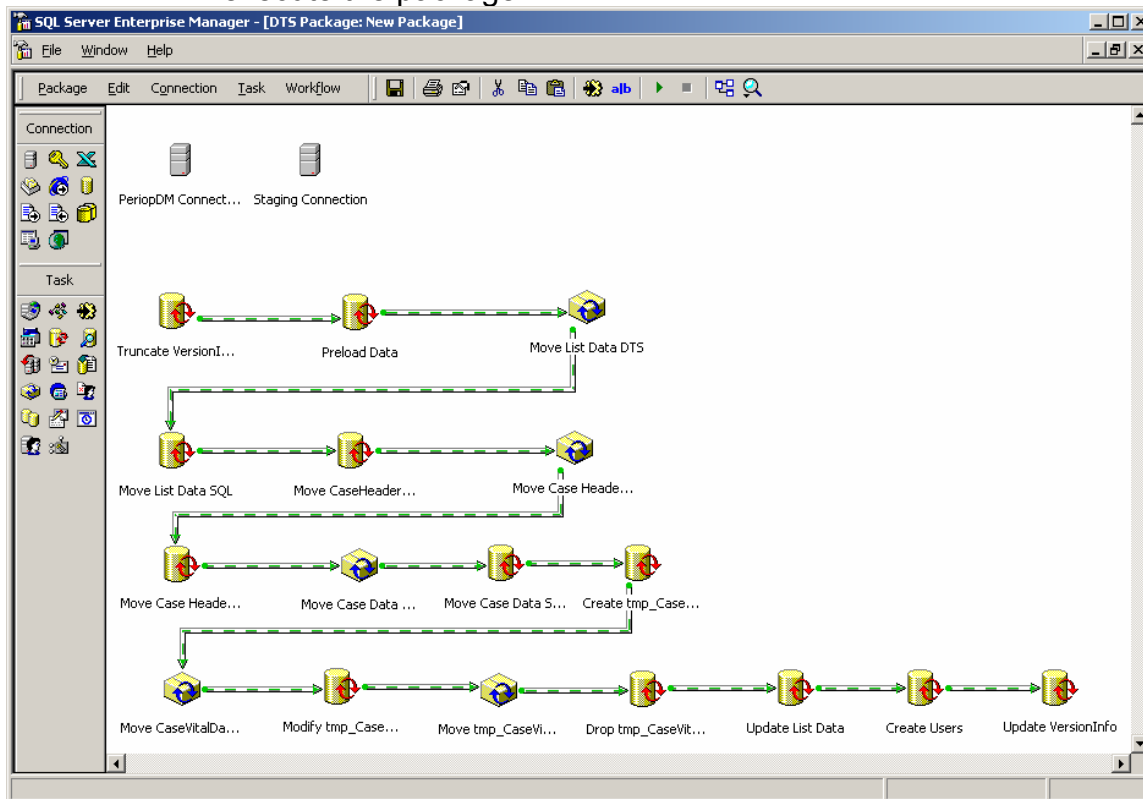 SQL Server Enterprise Manager - [DTS Package: New Package]
File Window Help
Package Edit Connection Task Workflow
a|b
Connection
PeriopDM Connect... Staging Connection
Task
Truncate VersionI... Preload Data Move List Data DTS
Move List Data SQL Move CaseHeader... Move Case Heade...
Move Case Heade... Move Case Data ... Move Case Data S... Create tmp_Case...
Move CaseVitalDa... Modify tmp_Case... Move tmp_CaseVi... Drop tmp_CaseVit... Update List Data Create Users Update VersionInfo